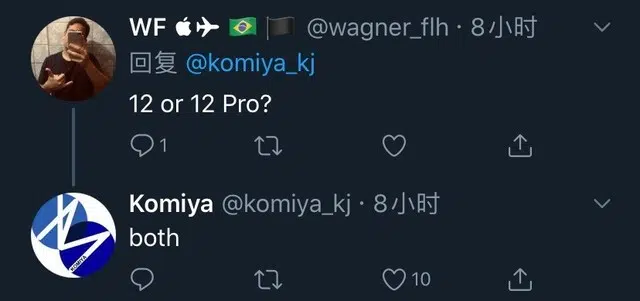 WF ✈ 🇧🇷 🏴 @wagner_flh · 8小时
回复 @komiya_kj
12 or 12 Pro?
1
Komiya @komiya_kj · 8小时
both
10
KOMIYA